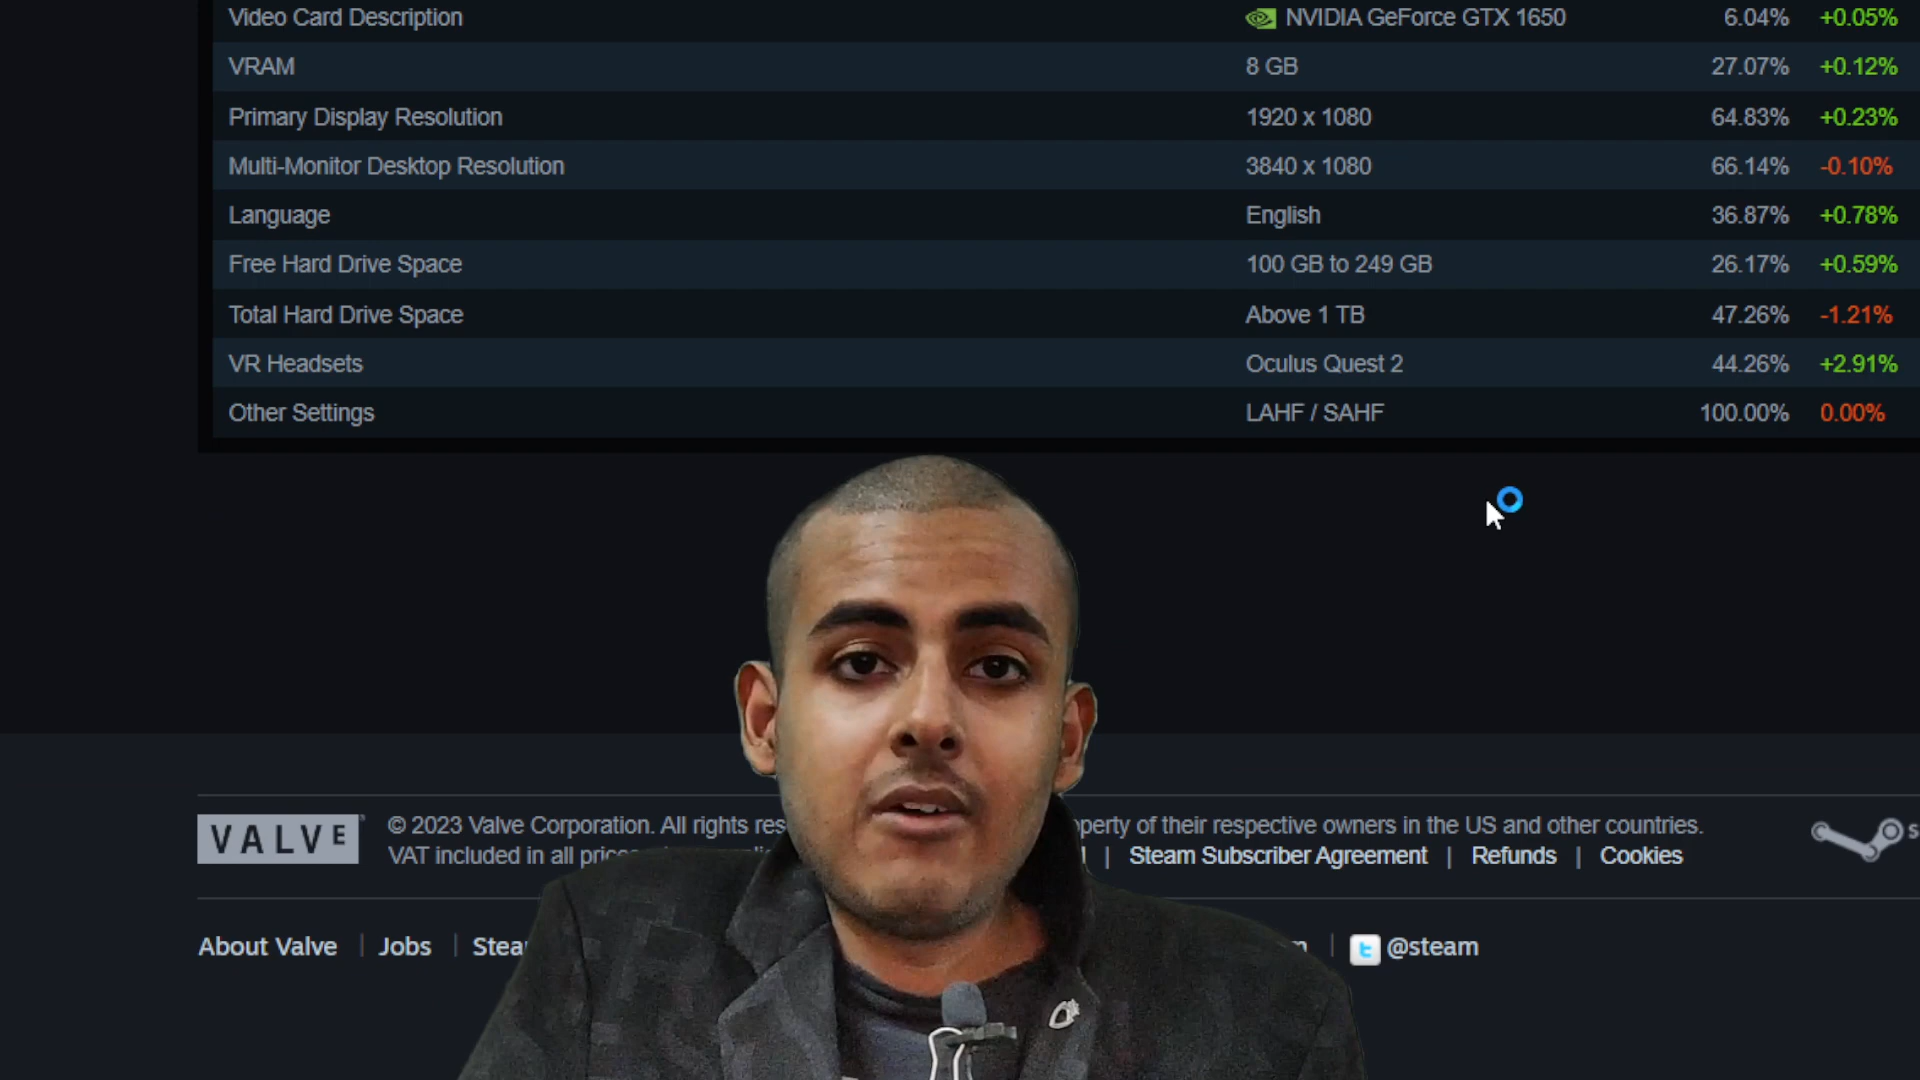 Video Card Description NVIDIA GeForce GTX 1650 6.04% +0.05%
VRAM 8 GB 27.07% +0.12%
Primary Display Resolution 1920 x 1080 64.83% +0.23%
Multi-Monitor Desktop Resolution 3840 x 1080 66.14% -0.10%
Language English 36.87% +0.78%
Free Hard Drive Space 100 GB to 249 GB 26.17% +0.59%
Total Hard Drive Space Above 1 TB 47.26% -1.21%
VR Headsets Oculus Quest 2 44.26% +2.91%
Other Settings LAHF / SAHF 100.00% 0.00%
VALVE © 2023 Valve Corporation. All rights of their respective owners in the US and other countries.
VAT included in all | Steam Subscriber Agreement | Refunds | Cookies
About Valve | Jobs | @steam